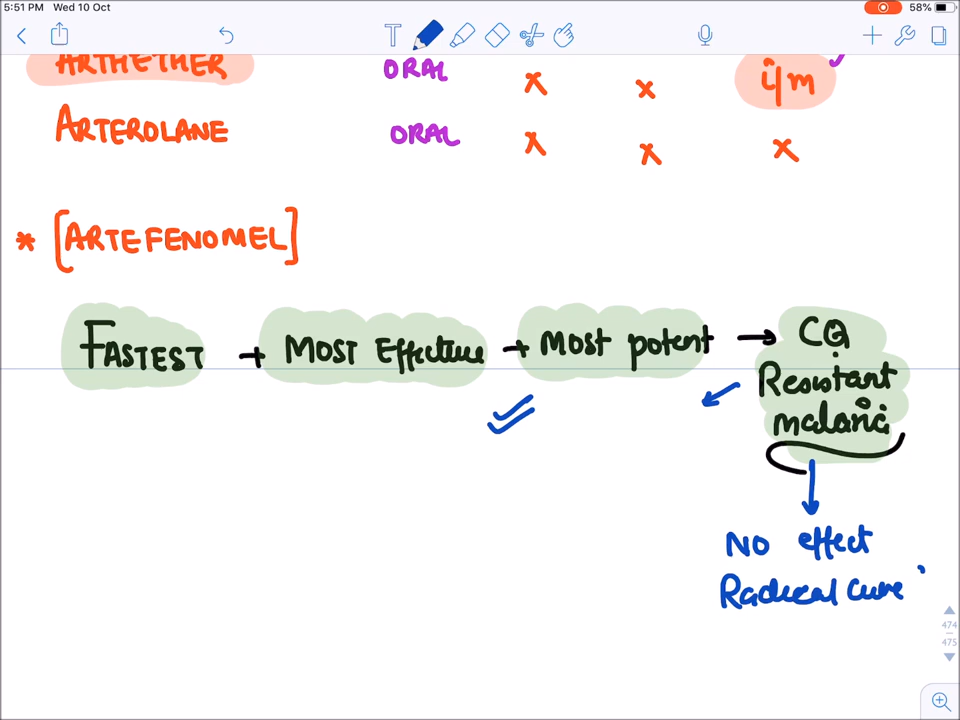 5:51 PM Wed 10 Oct 58%
T
ARTHETHER ORAL x x i/m
ARTEROLANE ORAL x x x
* [ARTEFENOMEL]
FASTEST + MOST Effective + Most potent → CQ
Resistant
malaria
No effect
Radical cure
474
475